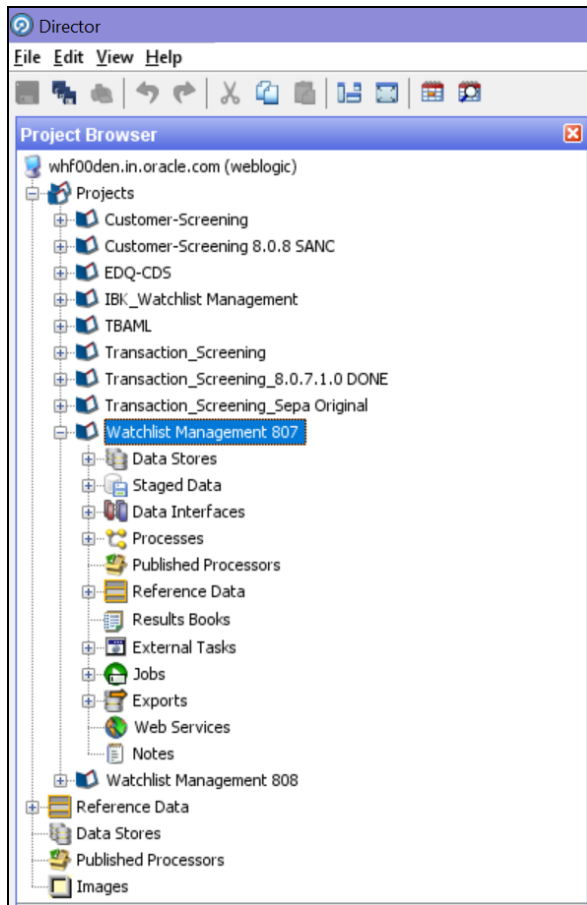 Director
File Edit View Help
Project Browser
whf00den.in.oracle.com (weblogic)
Projects
Customer-Screening
Customer-Screening 8.0.8 SANC
EDQ-CDS
IBK_Watchlist Management
TBAML
Transaction_Screening
Transaction_Screening_8.0.7.1.0 DONE
Transaction_Screening_Sepa Original
Watchlist Management 807
Data Stores
Staged Data
Data Interfaces
Processes
Published Processors
Reference Data
Results Books
External Tasks
Jobs
Exports
Web Services
Notes
Watchlist Management 808
Reference Data
Data Stores
Published Processors
Images